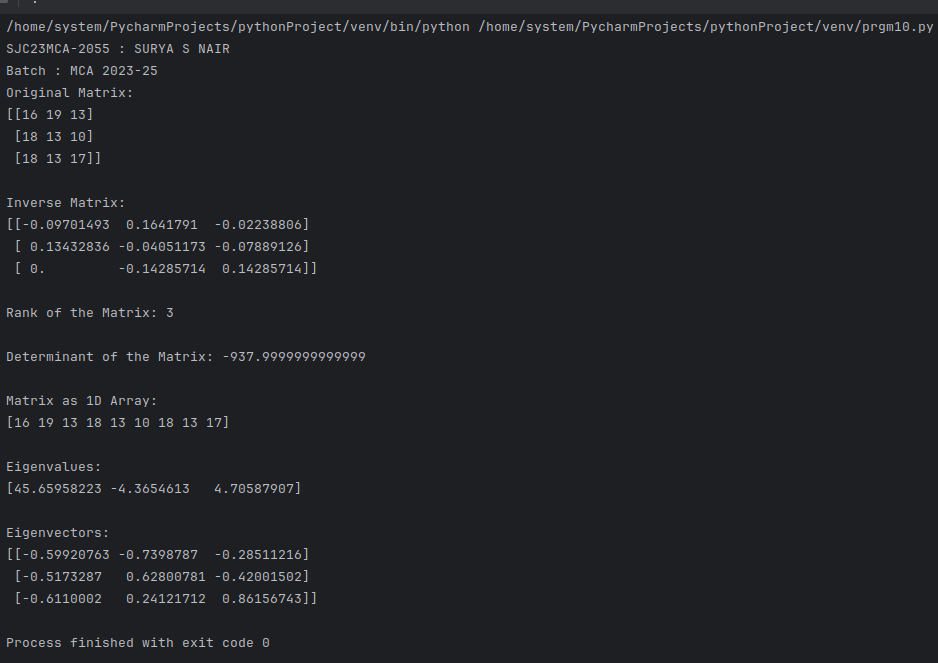 /home/system/PycharmProjects/pythonProject/venv/bin/python /home/system/PycharmProjects/pythonProject/venv/prgm10.py
SJC23MCA-2055 : SURYA S NAIR
Batch : MCA 2023-25
Original Matrix:
[[16 19 13]
 [18 13 10]
 [18 13 17]]

Inverse Matrix:
[[-0.09701493  0.1641791  -0.02238806]
 [ 0.13432836 -0.04051173 -0.07889126]
 [ 0.         -0.14285714  0.14285714]]

Rank of the Matrix: 3

Determinant of the Matrix: -937.9999999999999

Matrix as 1D Array:
[16 19 13 18 13 10 18 13 17]

Eigenvalues:
[45.65958223 -4.3654613   4.70587907]

Eigenvectors:
[[-0.59920763 -0.7398787  -0.28511216]
 [-0.5173287   0.62800781 -0.42001502]
 [-0.6110002   0.24121712  0.86156743]]

Process finished with exit code 0